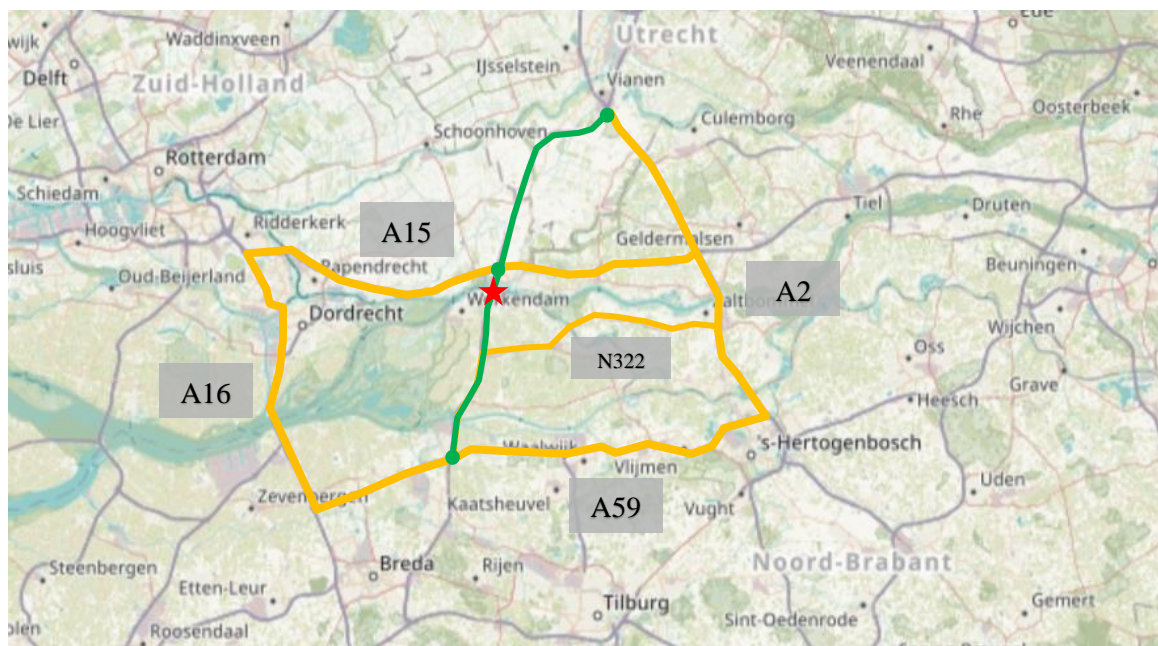 Utrecht
Ede
wijk
Waddinxveen
IJsselstein
Veenendaal
Delft
Zuid-Holland
Vianen
De Lier
Schoonhoven
Culemborg
Rhe
Oosterbeek
Rotterdam
Schiedam
Tiel
Druten
Hoogvliet
Ridderkerk
A15
Geldermalsen
sluis
Oud-Beijerland
Papendrecht
Beuningen
A2
Dordrecht
Wijchen
N322
Oss
A16
Grave
Heesch
Waalwijk
's-Hertogenbosch
Vlijmen
Zevenbergen
Kaatsheuvel
A59
Vught
Uden
Steenbergen
Breda
Rijen
Noord-Brabant
Etten-Leur
Tilburg
Gemert
Sint-Oedenrode
Roosendaal